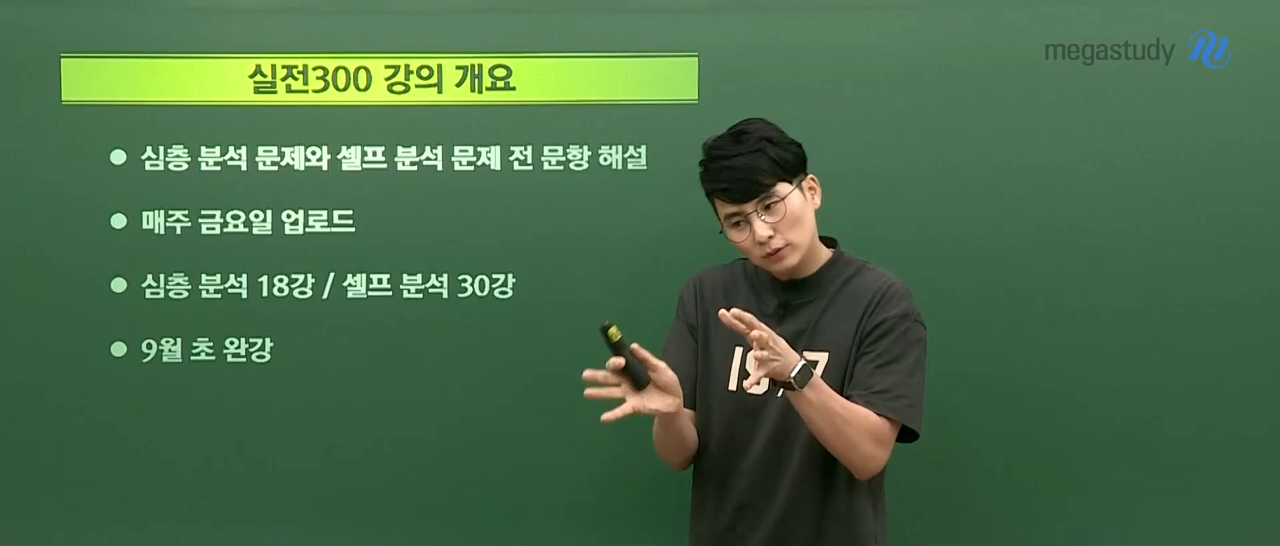 megastudy
실전300 강의 개요
심층 분석 문제와 셀프 분석 문제 전 문항 해설
매주 금요일 업로드
심층 분석 18강 / 셀프 분석 30강
9월 초 완강